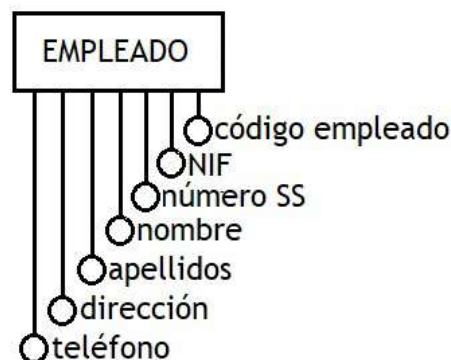 EMPLEADO
código empleado
NIF
número SS
nombre
apellidos
dirección
teléfono